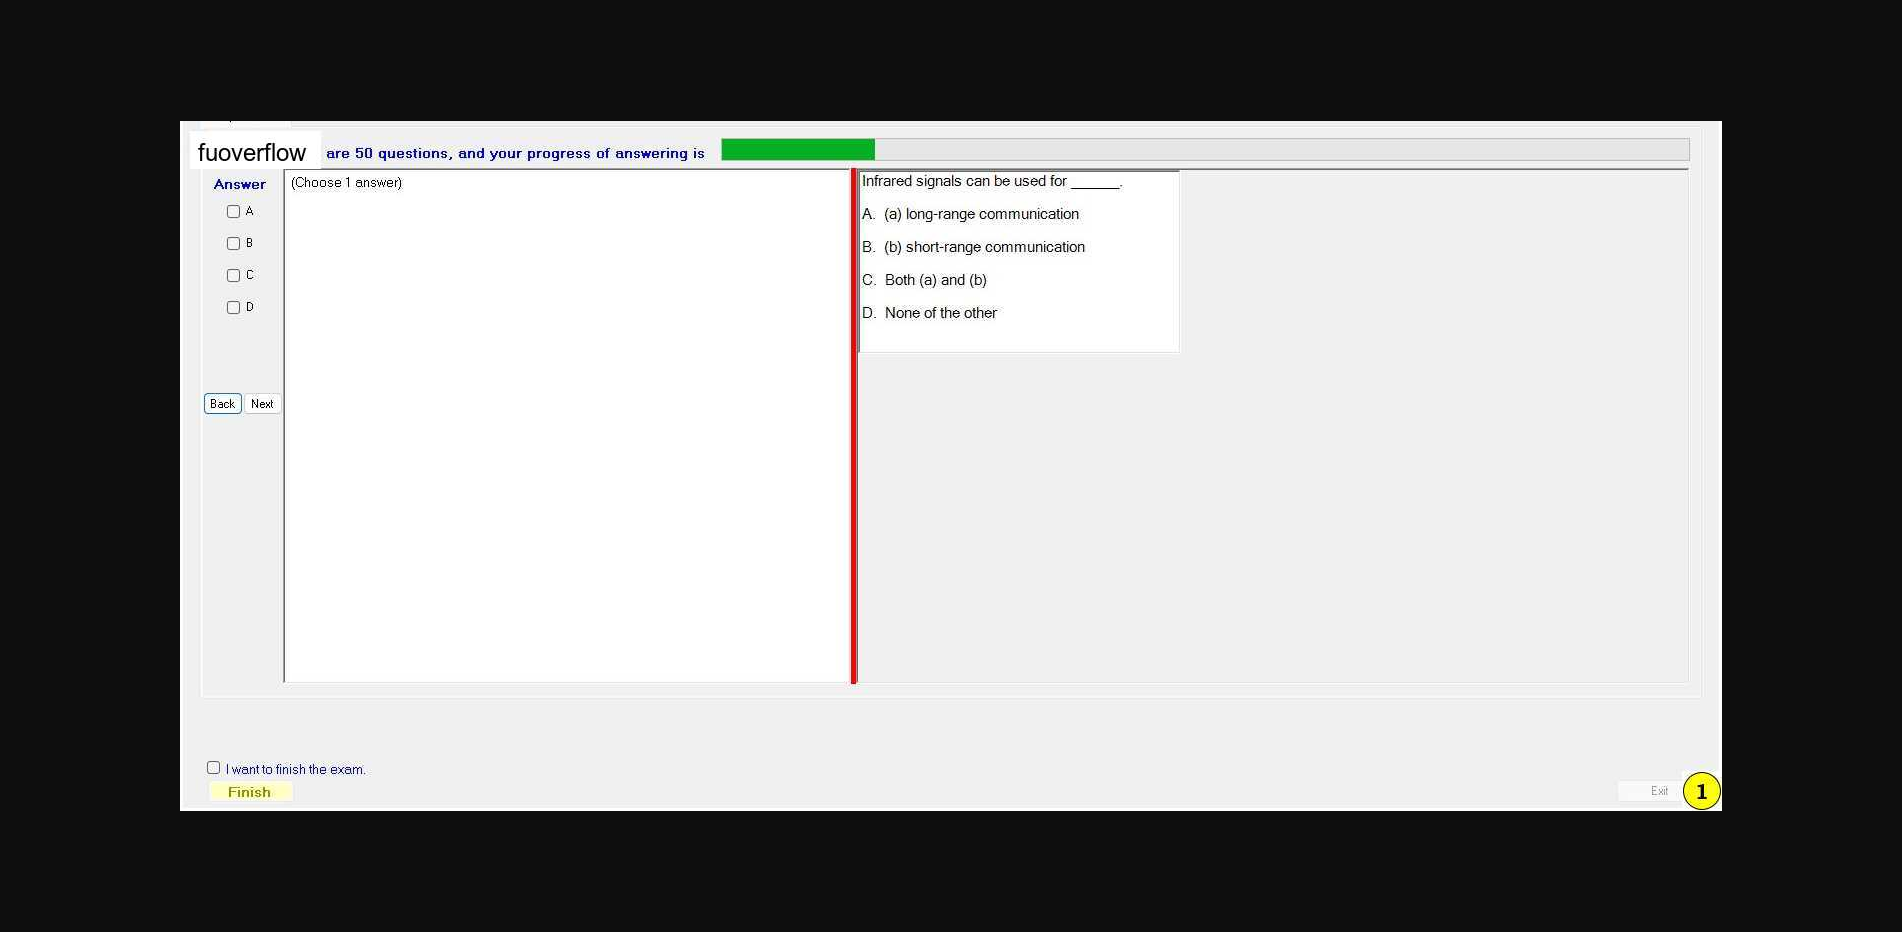 fuoverflow are 50 questions, and your progress of answering is
Answer
A
B
C
D
Back Next
(Choose 1 answer)
Infrared signals can be used for ______.
A. (a) long-range communication
B. (b) short-range communication
C. Both (a) and (b)
D. None of the other
I want to finish the exam.
Finish
Exit
1